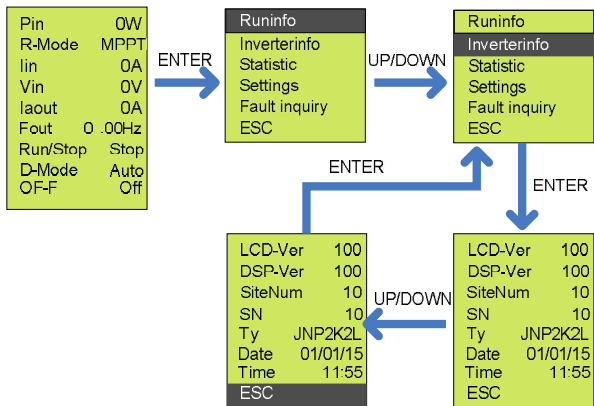 Pin 0W
R-Mode MPPT
Iin 0A
Vin 0V
Iaout 0A
Fout 0 .00Hz
Run/Stop Stop
D-Mode Auto
OF-F Off
ENTER
Runinfo
Inverterinfo
Statistic
Settings
Fault inquiry
ESC
UP/DOWN
Runinfo
Inverterinfo
Statistic
Settings
Fault inquiry
ESC
ENTER
ENTER
LCD-Ver 100
DSP-Ver 100
SiteNum 10
SN 10
Ty JNP2K2L
Date 01/01/15
Time 11:55
ESC
UP/DOWN
LCD-Ver 100
DSP-Ver 100
SiteNum 10
SN 10
Ty JNP2K2L
Date 01/01/15
Time 11:55
ESC